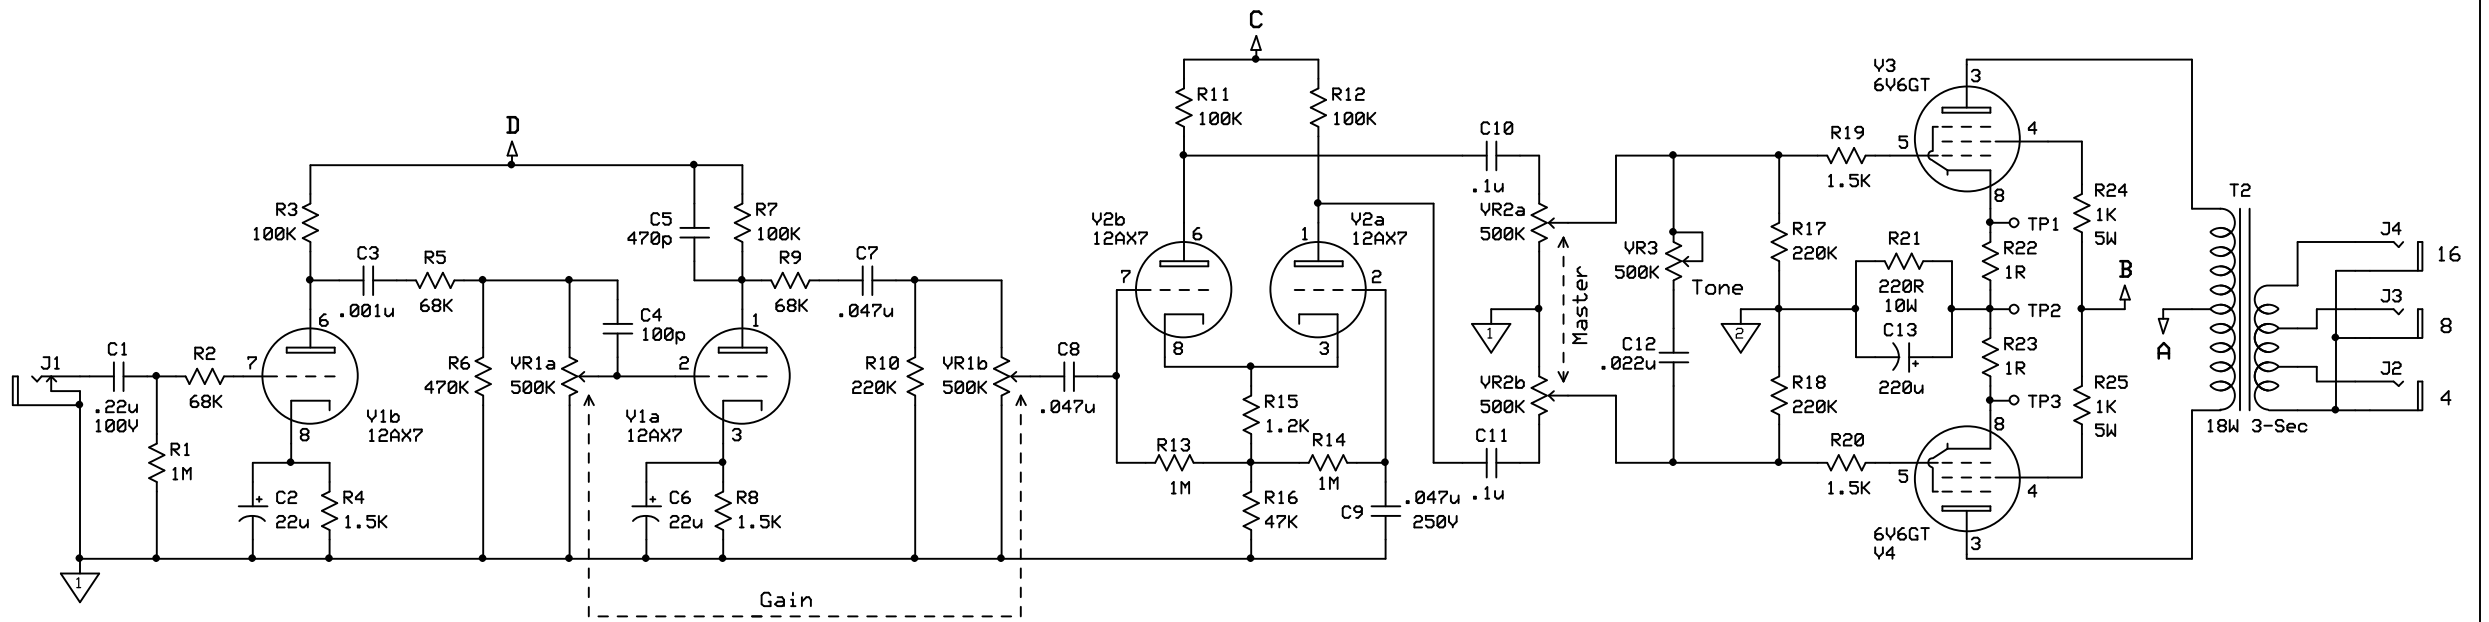 J1
C1
.22u
100V
R1
1M
R2
68K
R3
100K
7
6
8
V1b
12AX7
C2
22u
+
R4
1.5K
1
D
C3
.001u
R5
68K
R6
470K
VR1a
500K
C4
100p
C5
470p
R7
100K
1
2
3
V1a
12AX7
C6
22u
+
R8
1.5K
R9
68K
C7
.047u
R10
220K
VR1b
500K
Gain
C8
.047u
C
R11
100K
R12
100K
V2b
12AX7
6
7
8
V2a
12AX7
1
2
3
R15
1.2K
R13
1M
R14
1M
R16
47K
C9
.047u
250V
C10
.1u
VR2a
500K
1
Master
VR2b
500K
C11
.1u
VR3
500K
Tone
C12
.022u
R17
220K
2
R18
220K
R19
1.5K
R20
1.5K
R21
220R
10W
C13
+
220u
V3
6V6GT
3
4
5
8
TP1
R22
1R
TP2
R23
1R
TP3
8
5
4
3
6V6GT
V4
R24
1K
5W
B
R25
1K
5W
A
T2
18W 3-Sec
J4
16
J3
8
J2
4